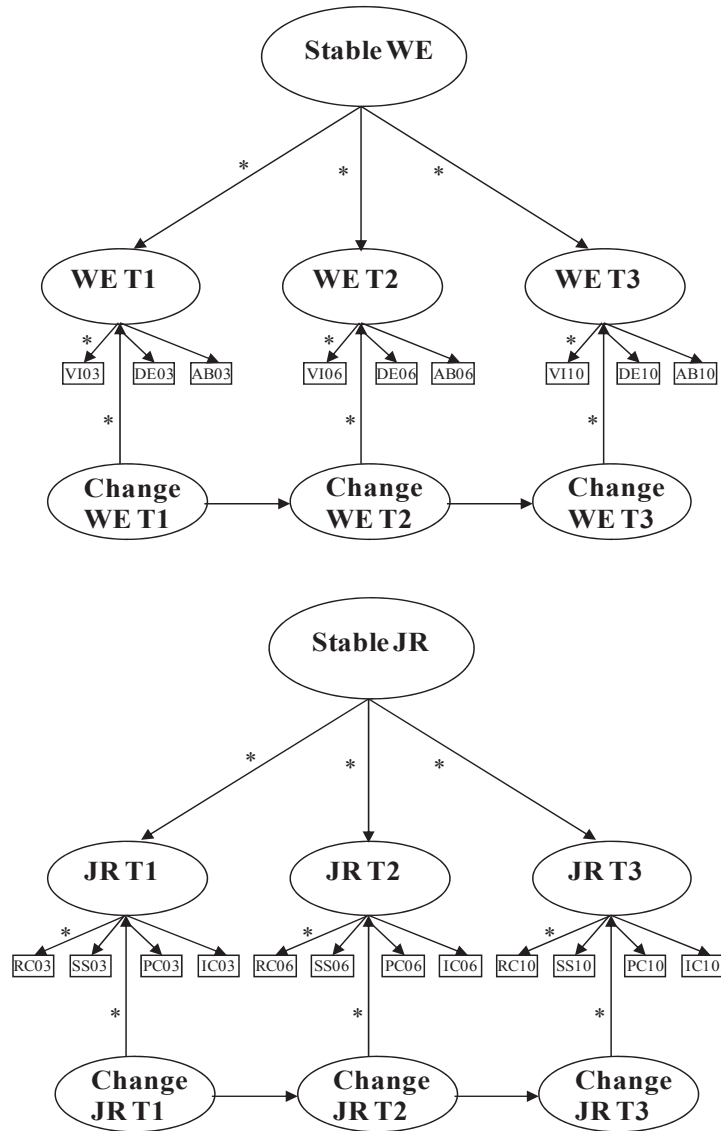 Stable WE
* * *
WE T1 WE T2 WE T3
* * *
VI03 DE03 AB03 VI06 DE06 AB06 VI10 DE10 AB10
* * *
Change Change Change
WE T1 WE T2 WE T3
Stable JR
* * *
JR T1 JR T2 JR T3
* * *
RC03 SS03 PC03 IC03 RC06 SS06 PC06 IC06 RC10 SS10 PC10 IC10
* * *
Change Change Change
JR T1 JR T2 JR T3